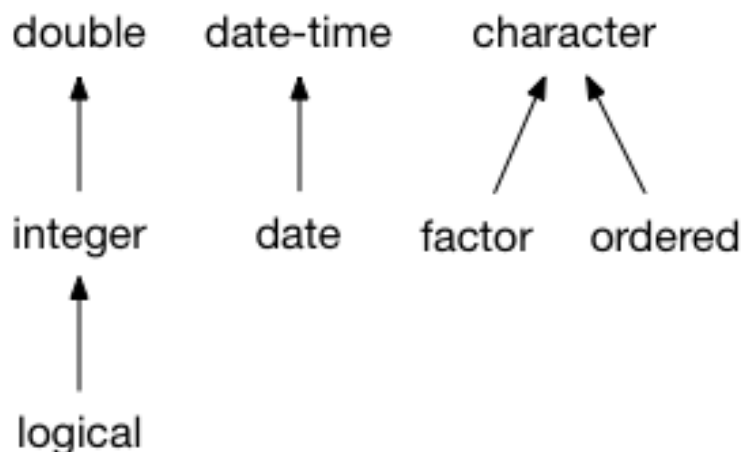 double date-time character
integer date factor ordered
logical